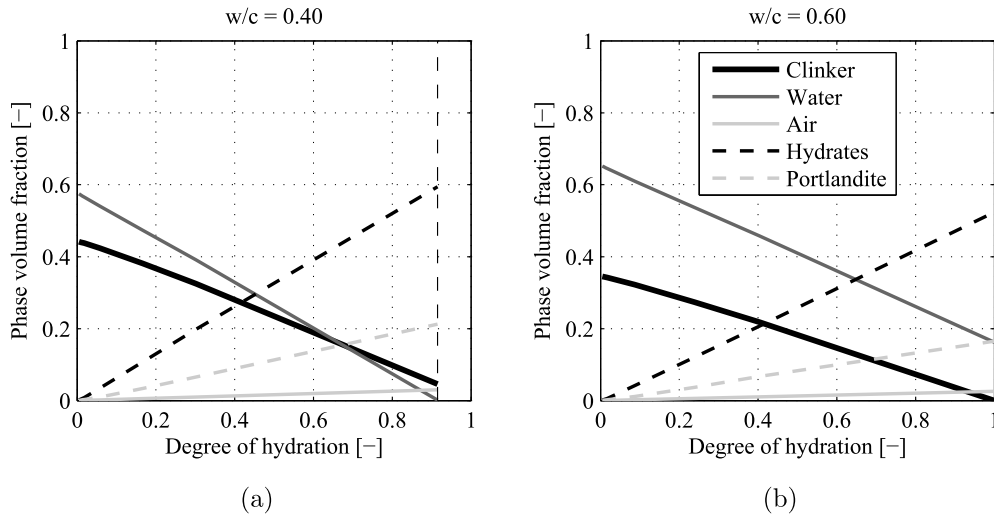 w/c = 0.40
Phase volume fraction [−]
1
0.8
0.6
0.4
0.2
0
0 0.2 0.4 0.6 0.8 1
Degree of hydration [−]
(a)
w/c = 0.60
Phase volume fraction [−]
1
0.8
0.6
0.4
0.2
0
Clinker
Water
Air
Hydrates
Portlandite
0 0.2 0.4 0.6 0.8 1
Degree of hydration [−]
(b)